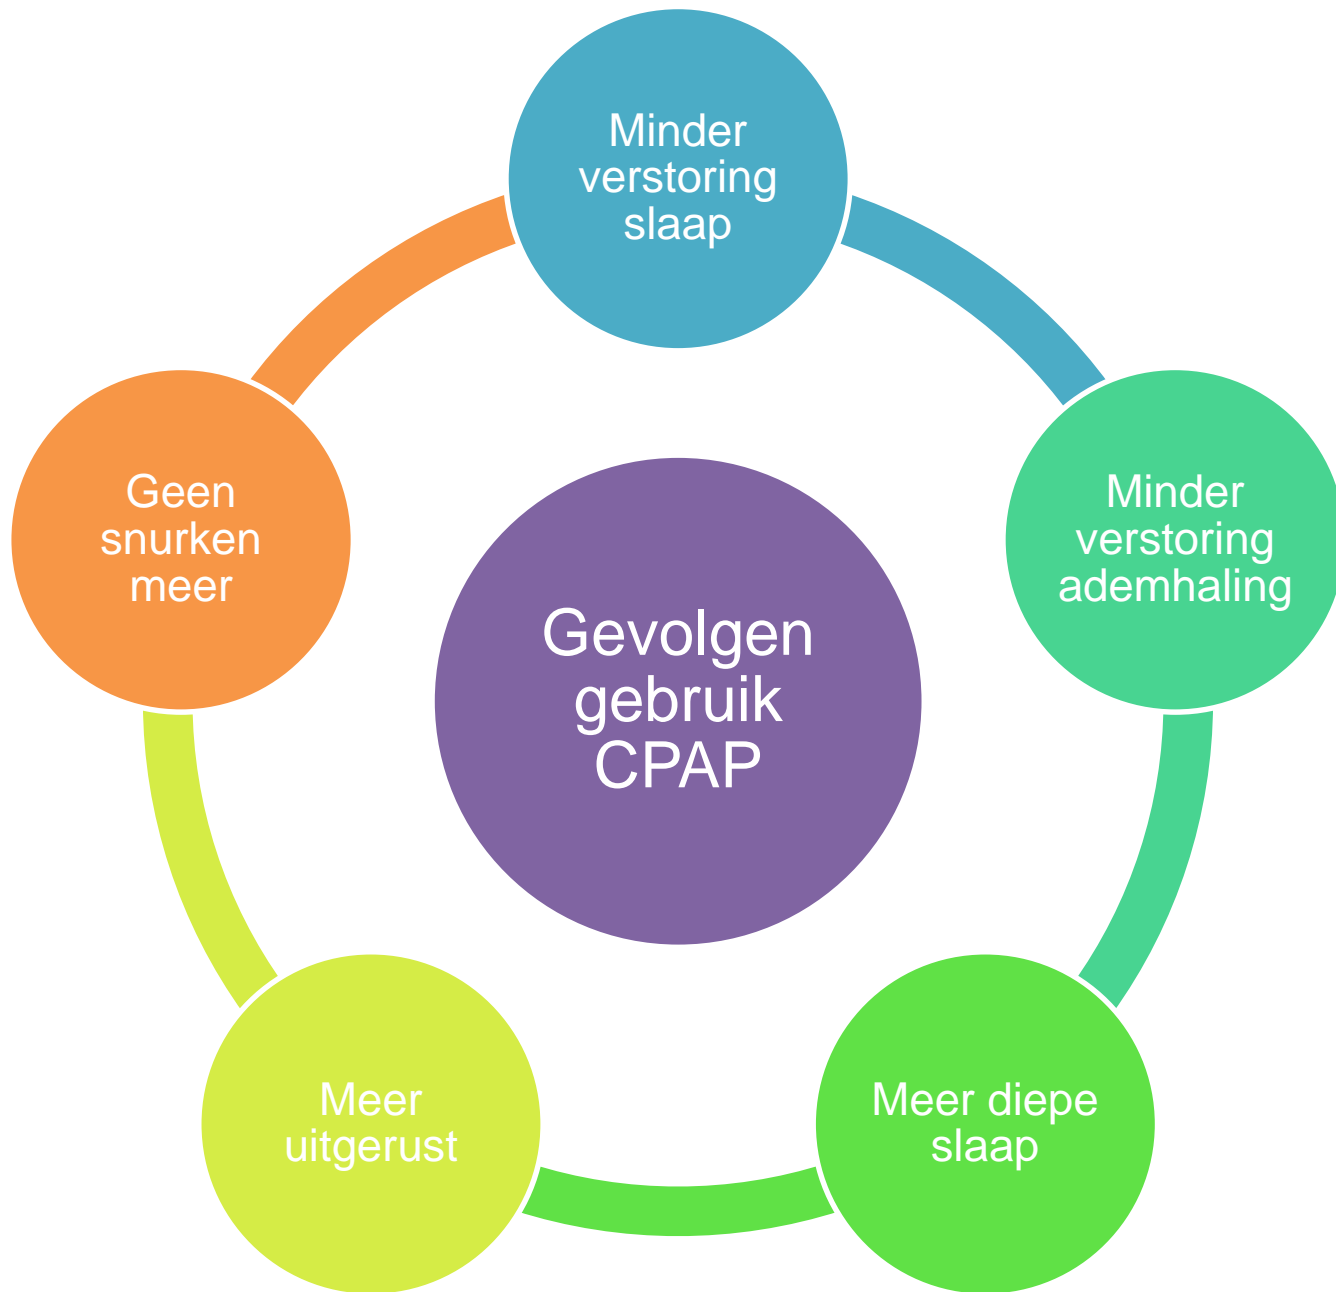 Minder
verstoring
slaap
Minder
verstoring
ademhaling
Meer diepe
slaap
Meer
uitgerust
Geen
snurken
meer
Gevolgen
gebruik
CPAP